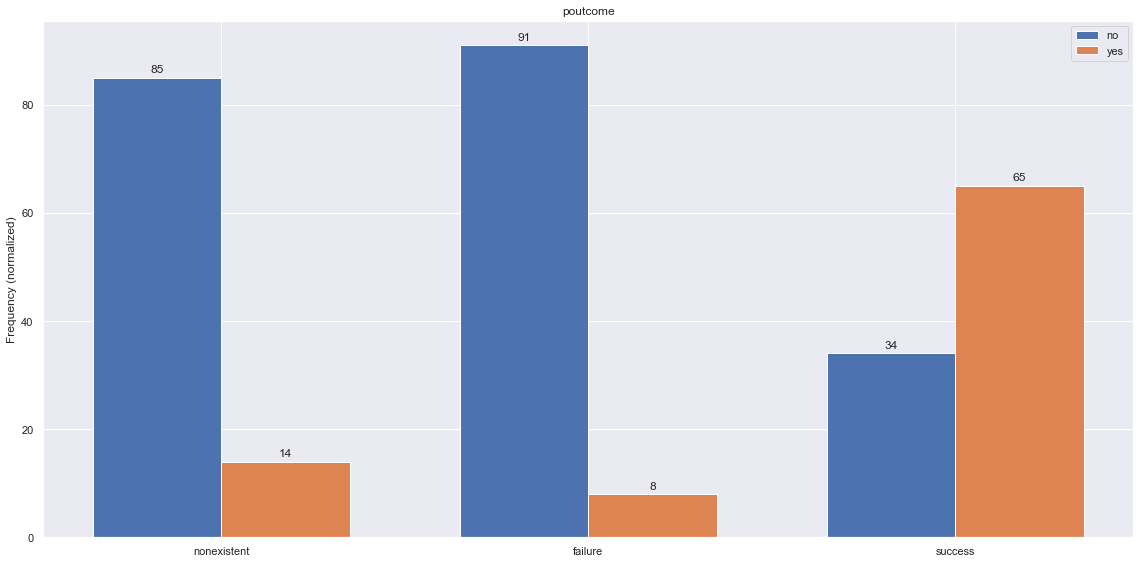 poutcome
no
yes
Frequency (normalized)
80
60
40
20
0
85
14
91
8
34
65
nonexistent
failure
success